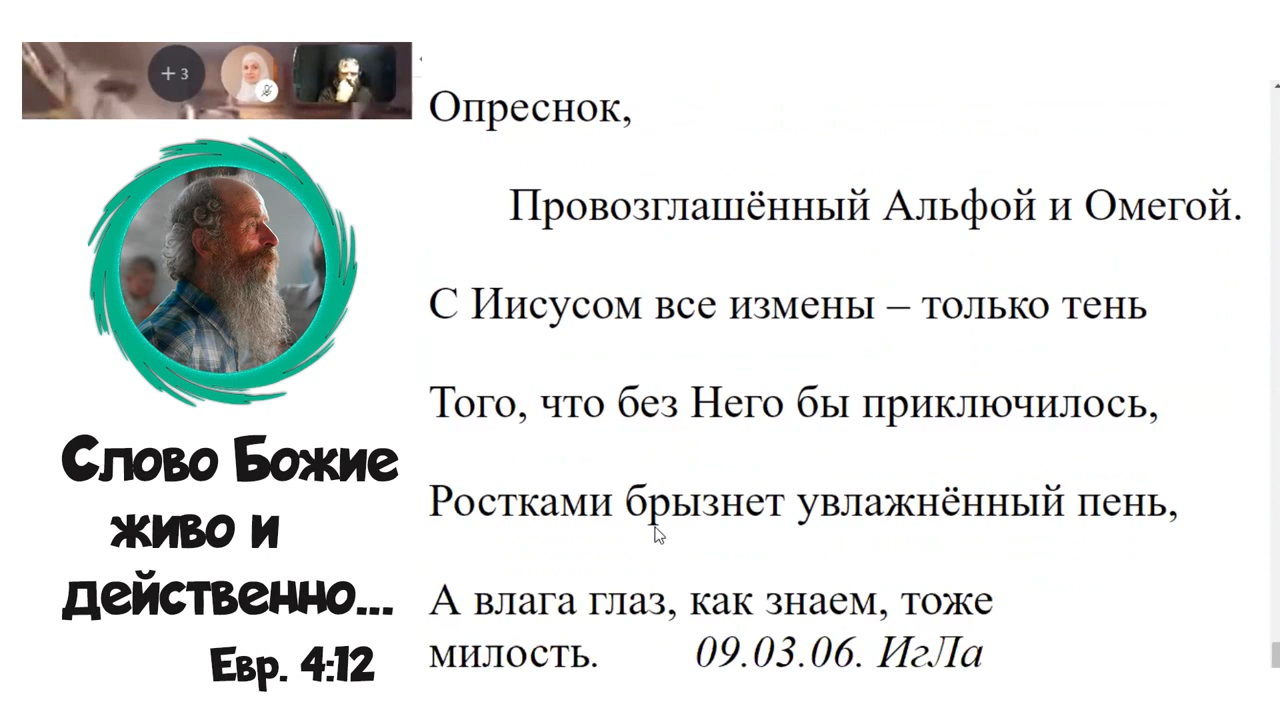 +3
Опреснок,
Провозглашённый Альфой и Омегой.
С Иисусом все измены – только тень
Того, что без Него бы приключилось,
Ростками брызнет увлажнённый пень,
А влага глаз, как знаем, тоже
милость. 09.03.06. ИгЛа
Слово Божие
живо и
действенно...
Евр. 4:12